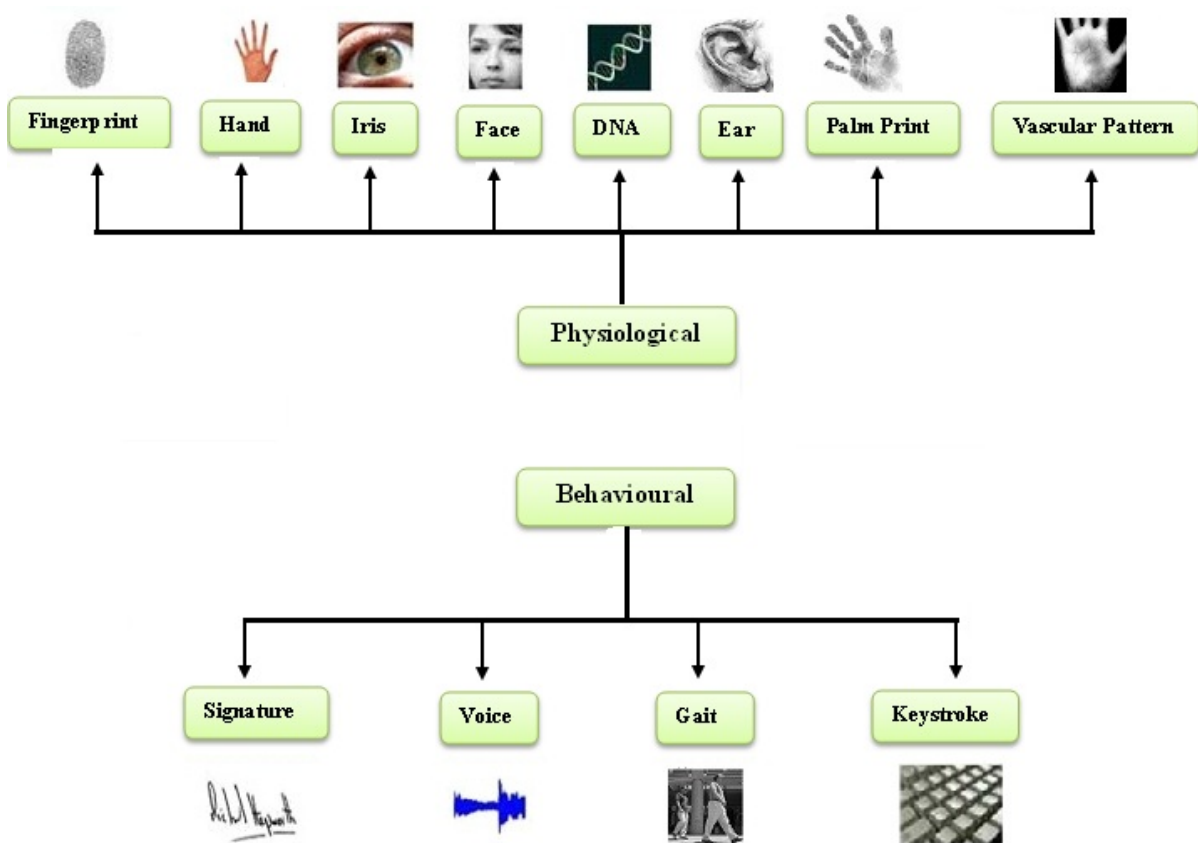 Fingerprint
Hand
Iris
Face
DNA
Ear
Palm Print
Vascular Pattern
Physiological
Behavioural
Signature
Voice
Gait
Keystroke